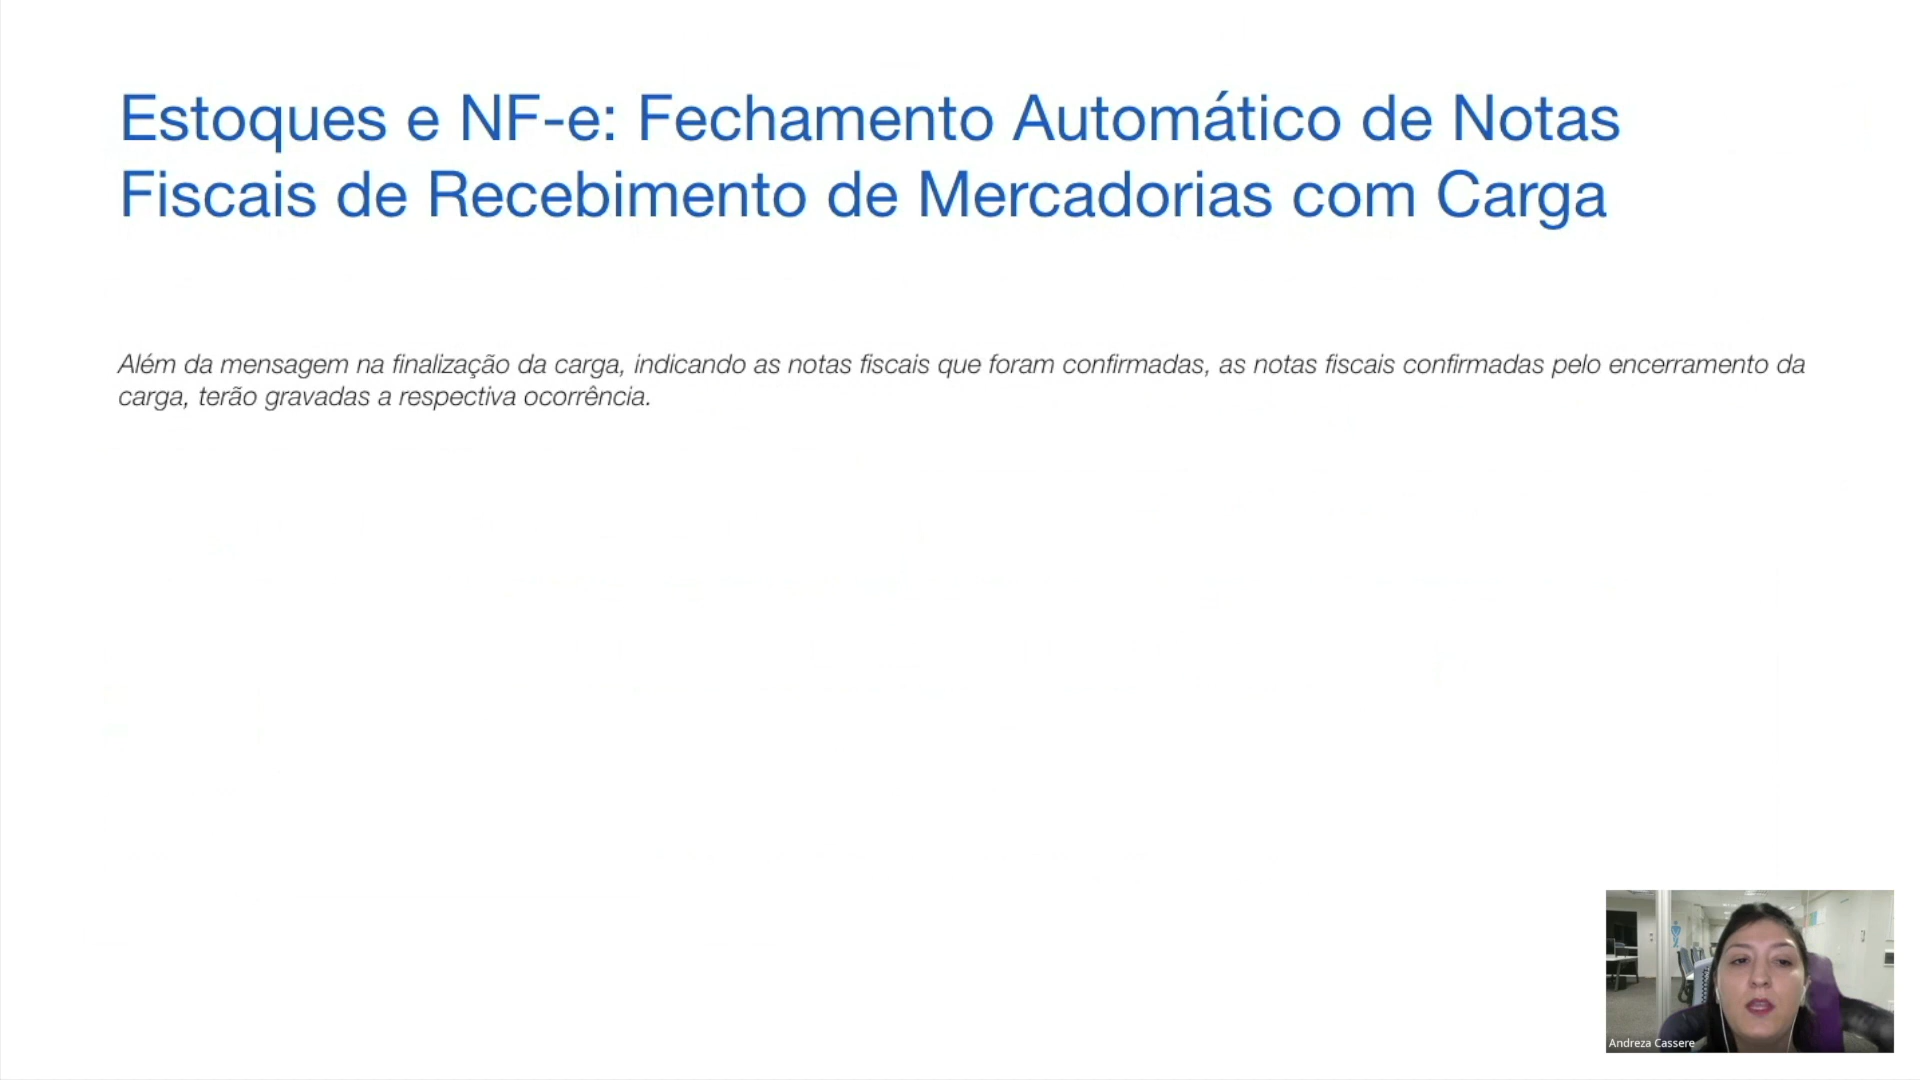 Estoques e NF-e: Fechamento Automático de Notas
Fiscais de Recebimento de Mercadorias com Carga
Além da mensagem na finalização da carga, indicando as notas fiscais que foram confirmadas, as notas fiscais confirmadas pelo encerramento da
carga, terão gravadas a respectiva ocorrência.
Andreza Cassere